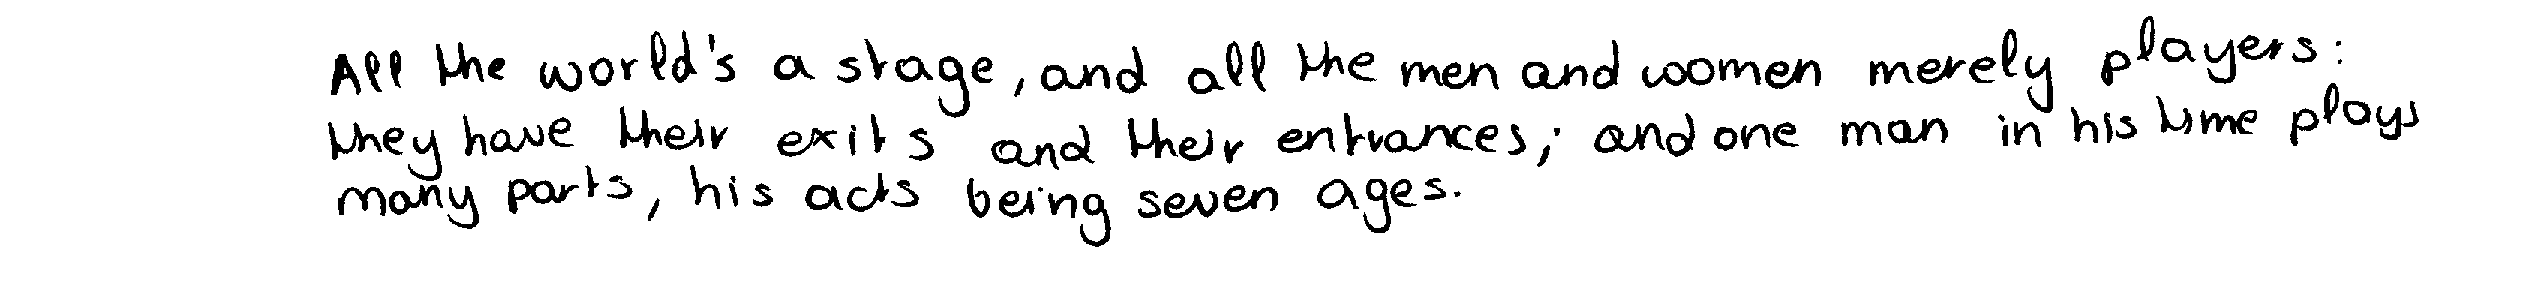 All the world's a stage, and all the men and women merely players:
they have their exits and their entrances; and one man in his time plays
many parts, his acts being seven ages.